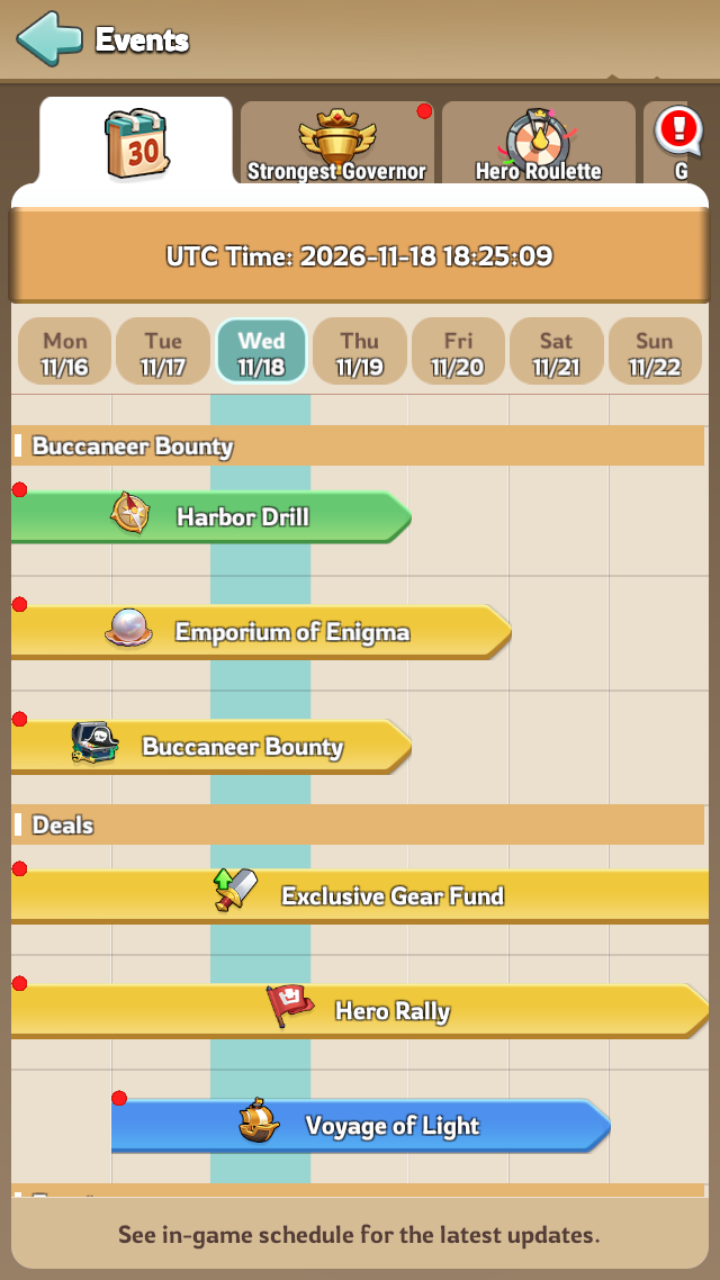 Events
30
Strongest Governor
Hero Roulette
G
UTC Time: 2026-11-18 18:25:09
Mon
11/16
Tue
11/17
Wed
11/18
Thu
11/19
Fri
11/20
Sat
11/21
Sun
11/22
Buccaneer Bounty
Harbor Drill
Emporium of Enigma
Buccaneer Bounty
Deals
Exclusive Gear Fund
Hero Rally
Voyage of Light
See in-game schedule for the latest updates.